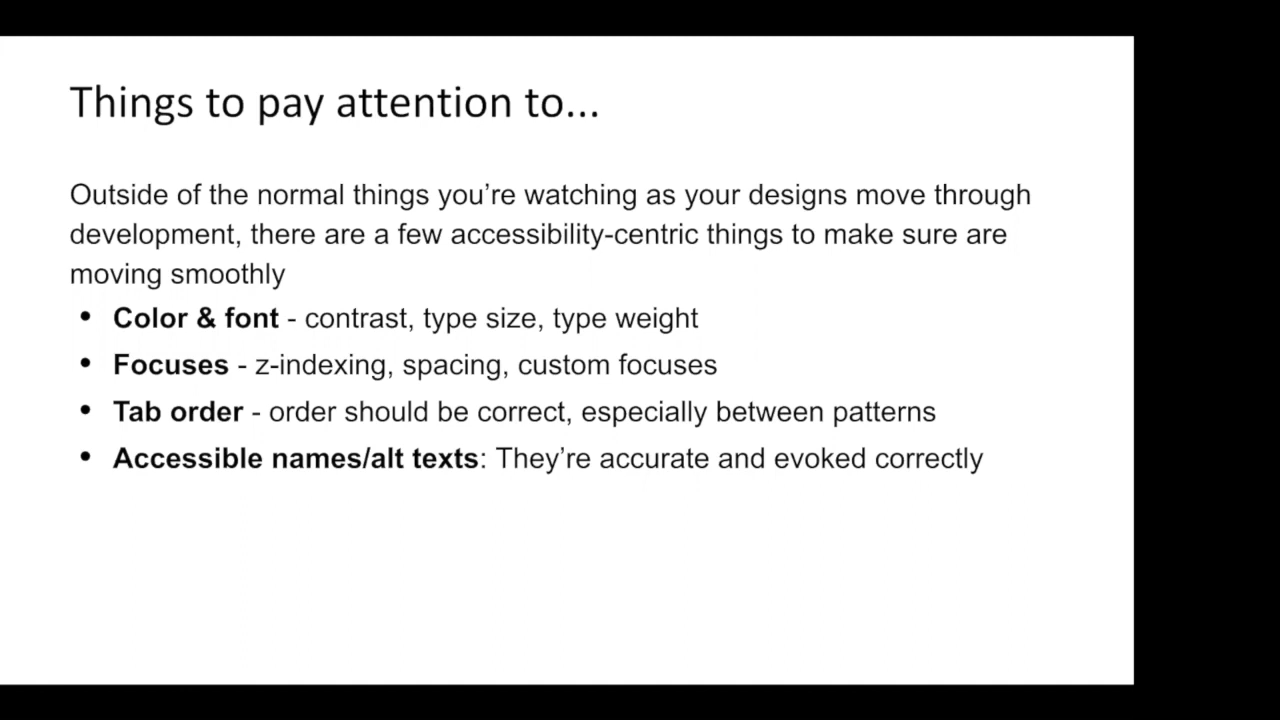 Things to pay attention to...
Outside of the normal things you’re watching as your designs move through
development, there are a few accessibility-centric things to make sure are
moving smoothly
• Color & font - contrast, type size, type weight
• Focuses - z-indexing, spacing, custom focuses
• Tab order - order should be correct, especially between patterns
• Accessible names/alt texts: They’re accurate and evoked correctly